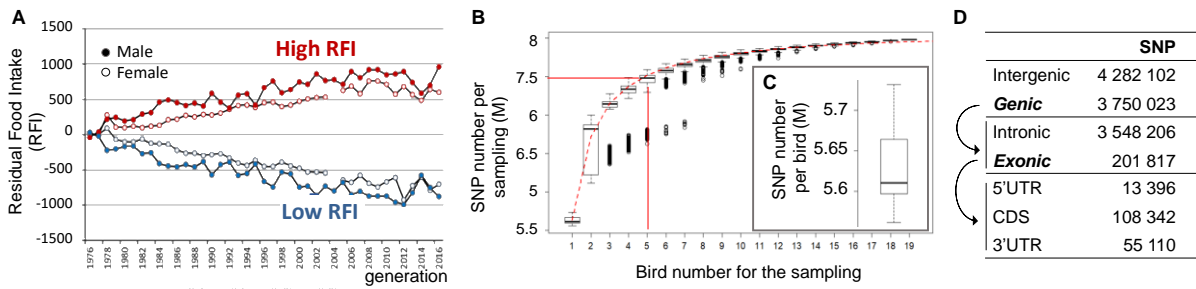 A
1500
1000
500
0
-500
-1000
-1500
Residual Food Intake
(RFI)
Male
Female
High RFI
Low RFI
1976
1978
1980
1982
1984
1986
1988
1990
1992
1994
1996
1998
2000
2002
2004
2006
2008
2010
2012
2014
2016
generation
B
8
7.5
6
6.5
5
5.5
SNP number per
sampling (M)
1 2 3 4 5 6 7 8 9 10 11 12 13 14 15 16 17 18 19
Bird number for the sampling
C
5.7
5.65
5.6
SNP number
per bird (M)
D
SNP
Intergenic 4 282 102
Genic 3 750 023
Intronic 3 548 206
Exonic 201 817
5'UTR 13 396
CDS 108 342
3'UTR 55 110